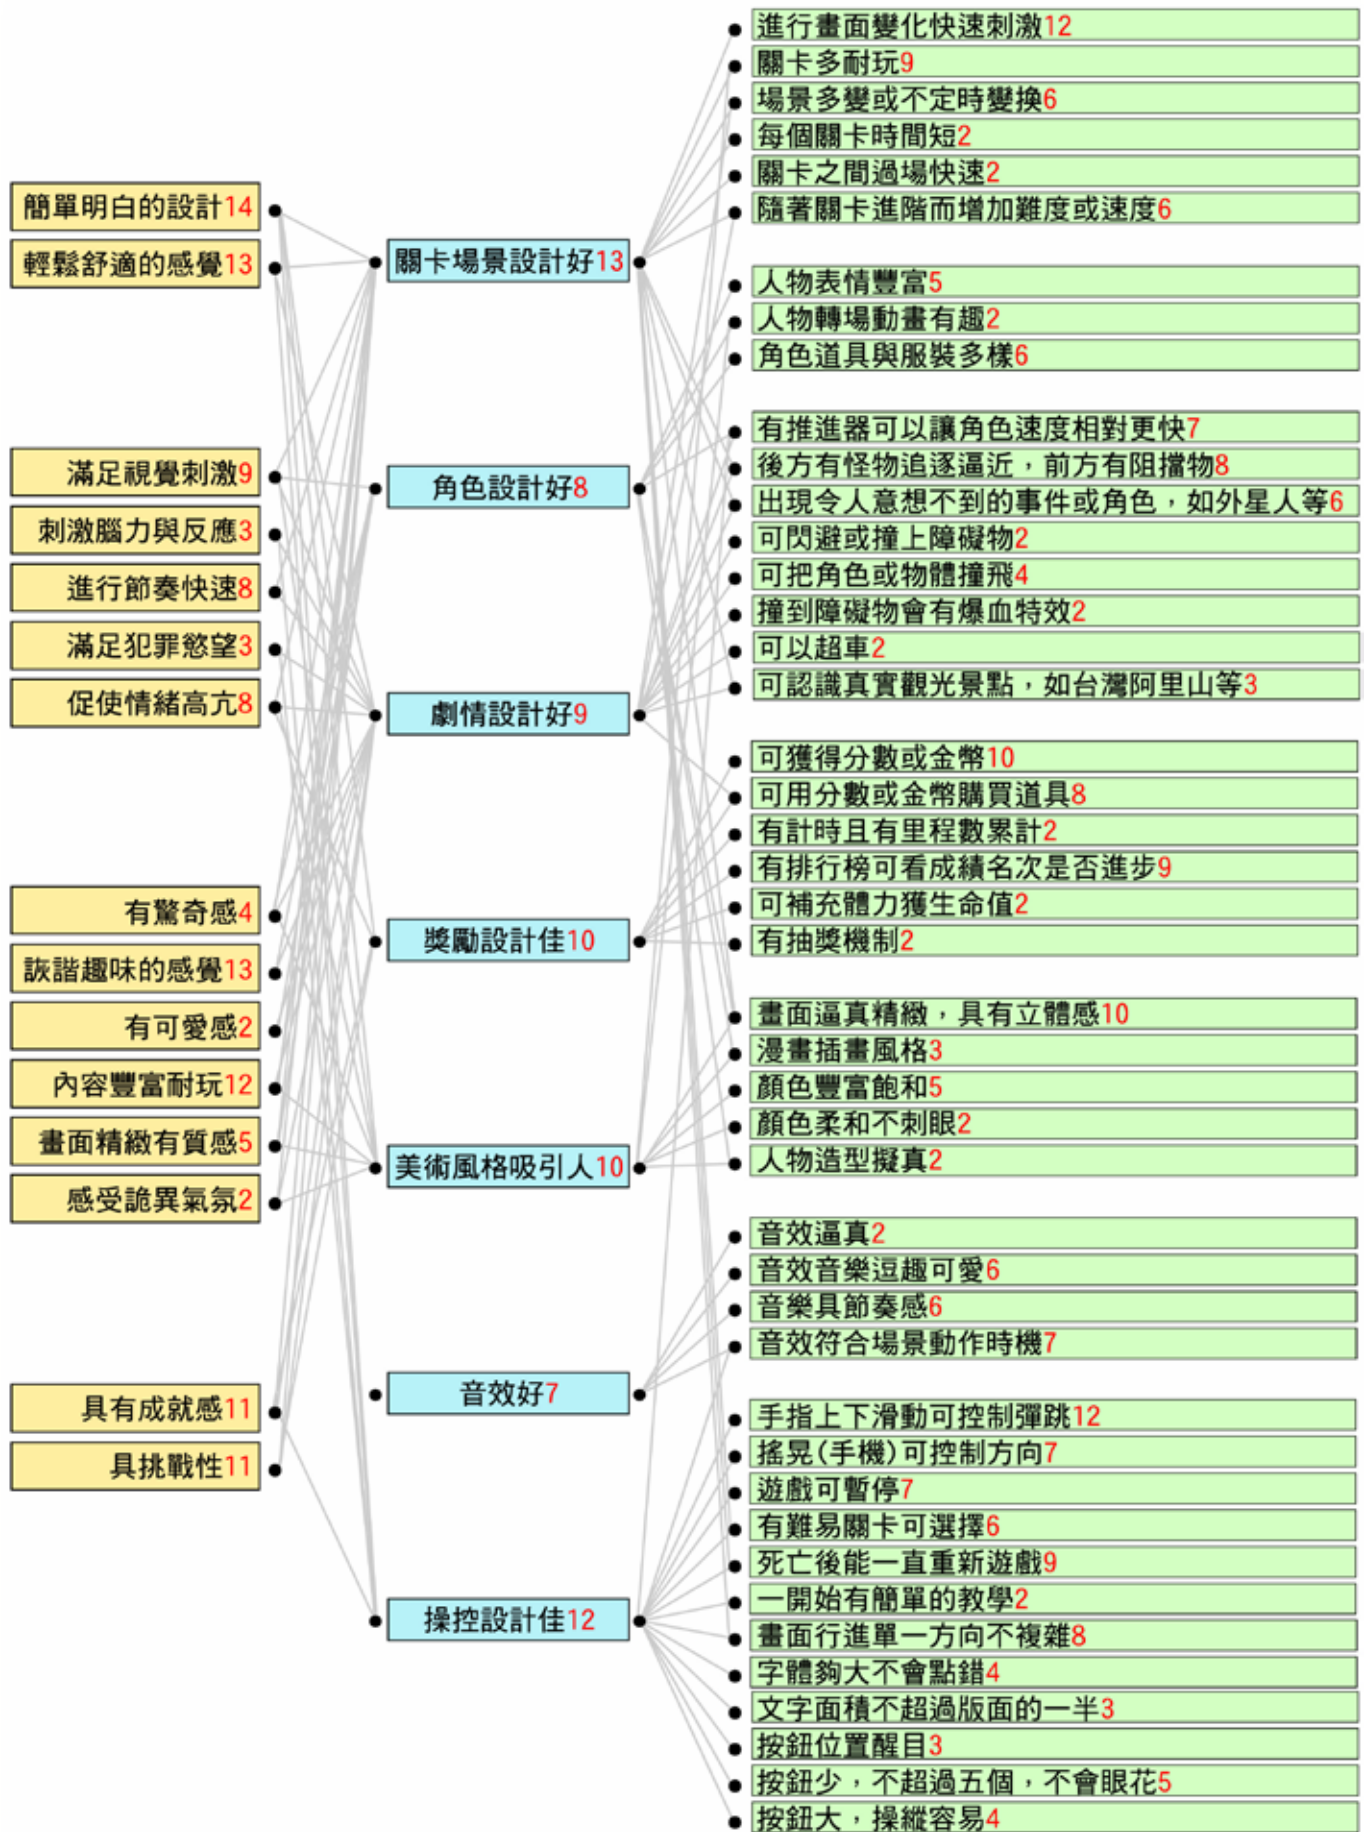 簡單明白的設計14
輕鬆舒適的感覺13
滿足視覺刺激9
刺激腦力與反應3
進行節奏快速8
滿足犯罪慾望3
促使情緒高亢8
有驚奇感4
詼諧趣味的感覺13
有可愛感2
內容豐富耐玩12
畫面精緻有質感5
感受詭異氣氛2
具有成就感11
具挑戰性11
關卡場景設計好13
角色設計好8
劇情設計好9
獎勵設計佳10
美術風格吸引人10
音效好7
操控設計佳12
進行畫面變化快速刺激12
關卡多耐玩9
場景多變或不定時變換6
每個關卡時間短2
關卡之間過場快速2
隨著關卡進階而增加難度或速度6
人物表情豐富5
人物轉場動畫有趣2
角色道具與服裝多樣6
有推進器可以讓角色速度相對更快7
後方有怪物追逐逼近，前方有阻擋物8
出現令人意想不到的事件或角色，如外星人等6
可閃避或撞上障礙物2
可把角色或物體撞飛4
撞到障礙物會有爆血特效2
可以超車2
可認識真實觀光景點，如台灣阿里山等3
可獲得分數或金幣10
可用分數或金幣購買道具8
有計時且有里程數累計2
有排行榜可看成績名次是否進步9
可補充體力獲生命值2
有抽獎機制2
畫面逼真精緻，具有立體感10
漫畫插畫風格3
顏色豐富飽和5
顏色柔和不刺眼2
人物造型擬真2
音效逼真2
音效音樂逗趣可愛6
音樂具節奏感6
音效符合場景動作時機7
手指上下滑動可控制彈跳12
搖晃(手機)可控制方向7
遊戲可暫停7
有難易關卡可選擇6
死亡後能一直重新遊戲9
一開始有簡單的教學2
畫面行進單一方向不複雜8
字體夠大不會點錯4
文字面積不超過版面的一半3
按鈕位置醒目3
按鈕少，不超過五個，不會眼花5
按鈕大，操縱容易4